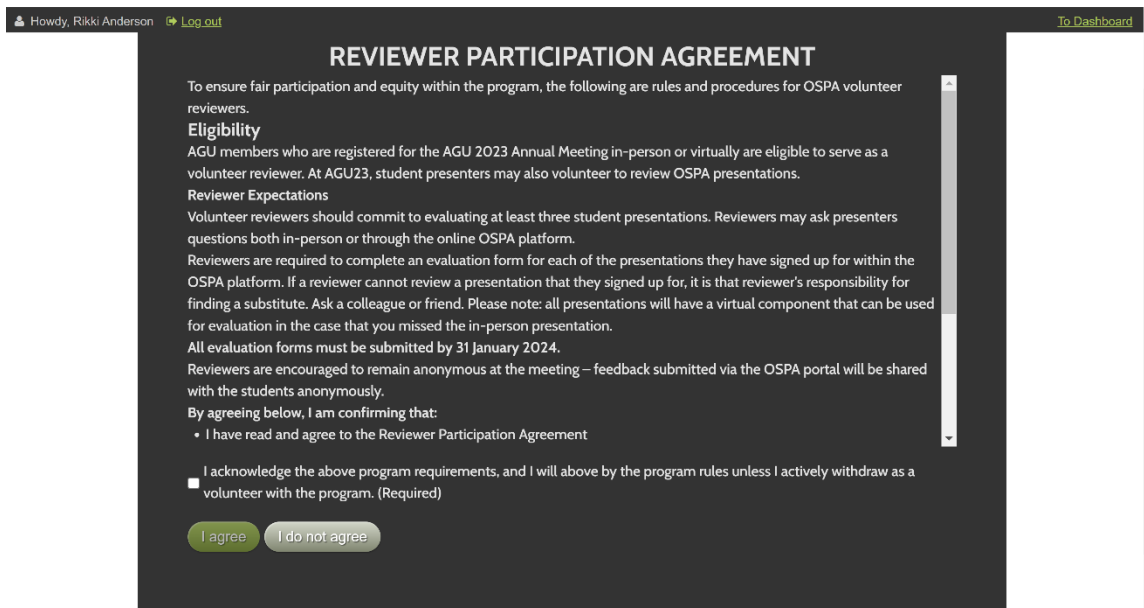 Howdy, Rikki Anderson Log out To Dashboard
REVIEWER PARTICIPATION AGREEMENT
To ensure fair participation and equity within the program, the following are rules and procedures for OSPA volunteer
reviewers.
Eligibility
AGU members who are registered for the AGU 2023 Annual Meeting in-person or virtually are eligible to serve as a
volunteer reviewer. At AGU23, student presenters may also volunteer to review OSPA presentations.
Reviewer Expectations
Volunteer reviewers should commit to evaluating at least three student presentations. Reviewers may ask presenters
questions both in-person or through the online OSPA platform.
Reviewers are required to complete an evaluation form for each of the presentations they have signed up for within the
OSPA platform. If a reviewer cannot review a presentation that they signed up for, it is that reviewer's responsibility for
finding a substitute. Ask a colleague or friend. Please note: all presentations will have a virtual component that can be used
for evaluation in the case that you missed the in-person presentation.
All evaluation forms must be submitted by 31 January 2024.
Reviewers are encouraged to remain anonymous at the meeting – feedback submitted via the OSPA portal will be shared
with the students anonymously.
By agreeing below, I am confirming that:
• I have read and agree to the Reviewer Participation Agreement
I acknowledge the above program requirements, and I will above by the program rules unless I actively withdraw as a
volunteer with the program. (Required)
I agree I do not agree